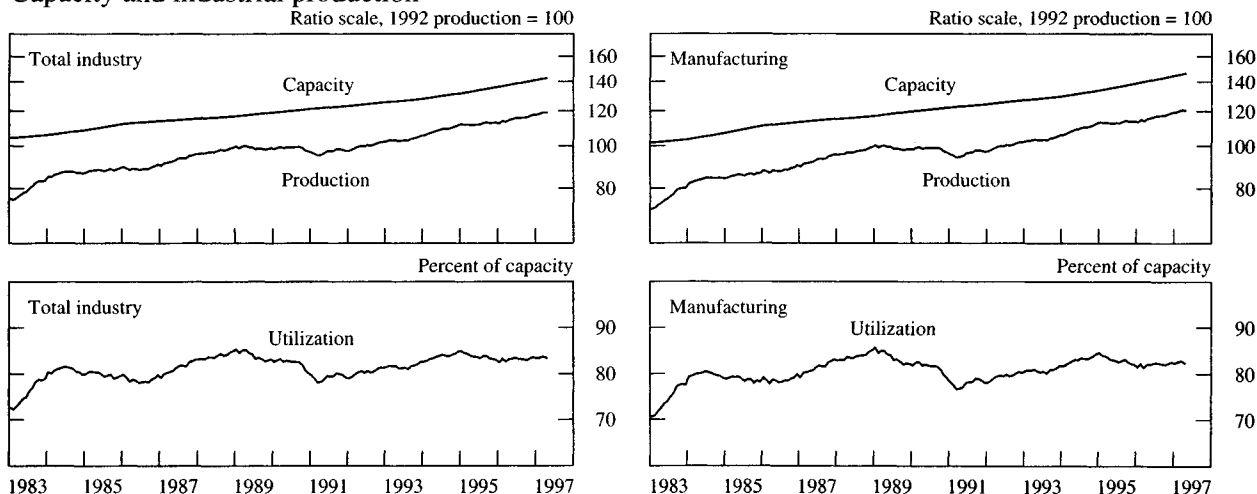 Capacity and industrial production
Ratio scale, 1992 production = 100
Total industry
Capacity
Production
160
140
120
100
80
Ratio scale, 1992 production = 100
Manufacturing
Capacity
Production
160
140
120
100
80
Percent of capacity
Total industry
Utilization
90
80
70
1983 1985 1987 1989 1991 1993 1995 1997
Percent of capacity
Manufacturing
Utilization
90
80
70
1983 1985 1987 1989 1991 1993 1995 1997